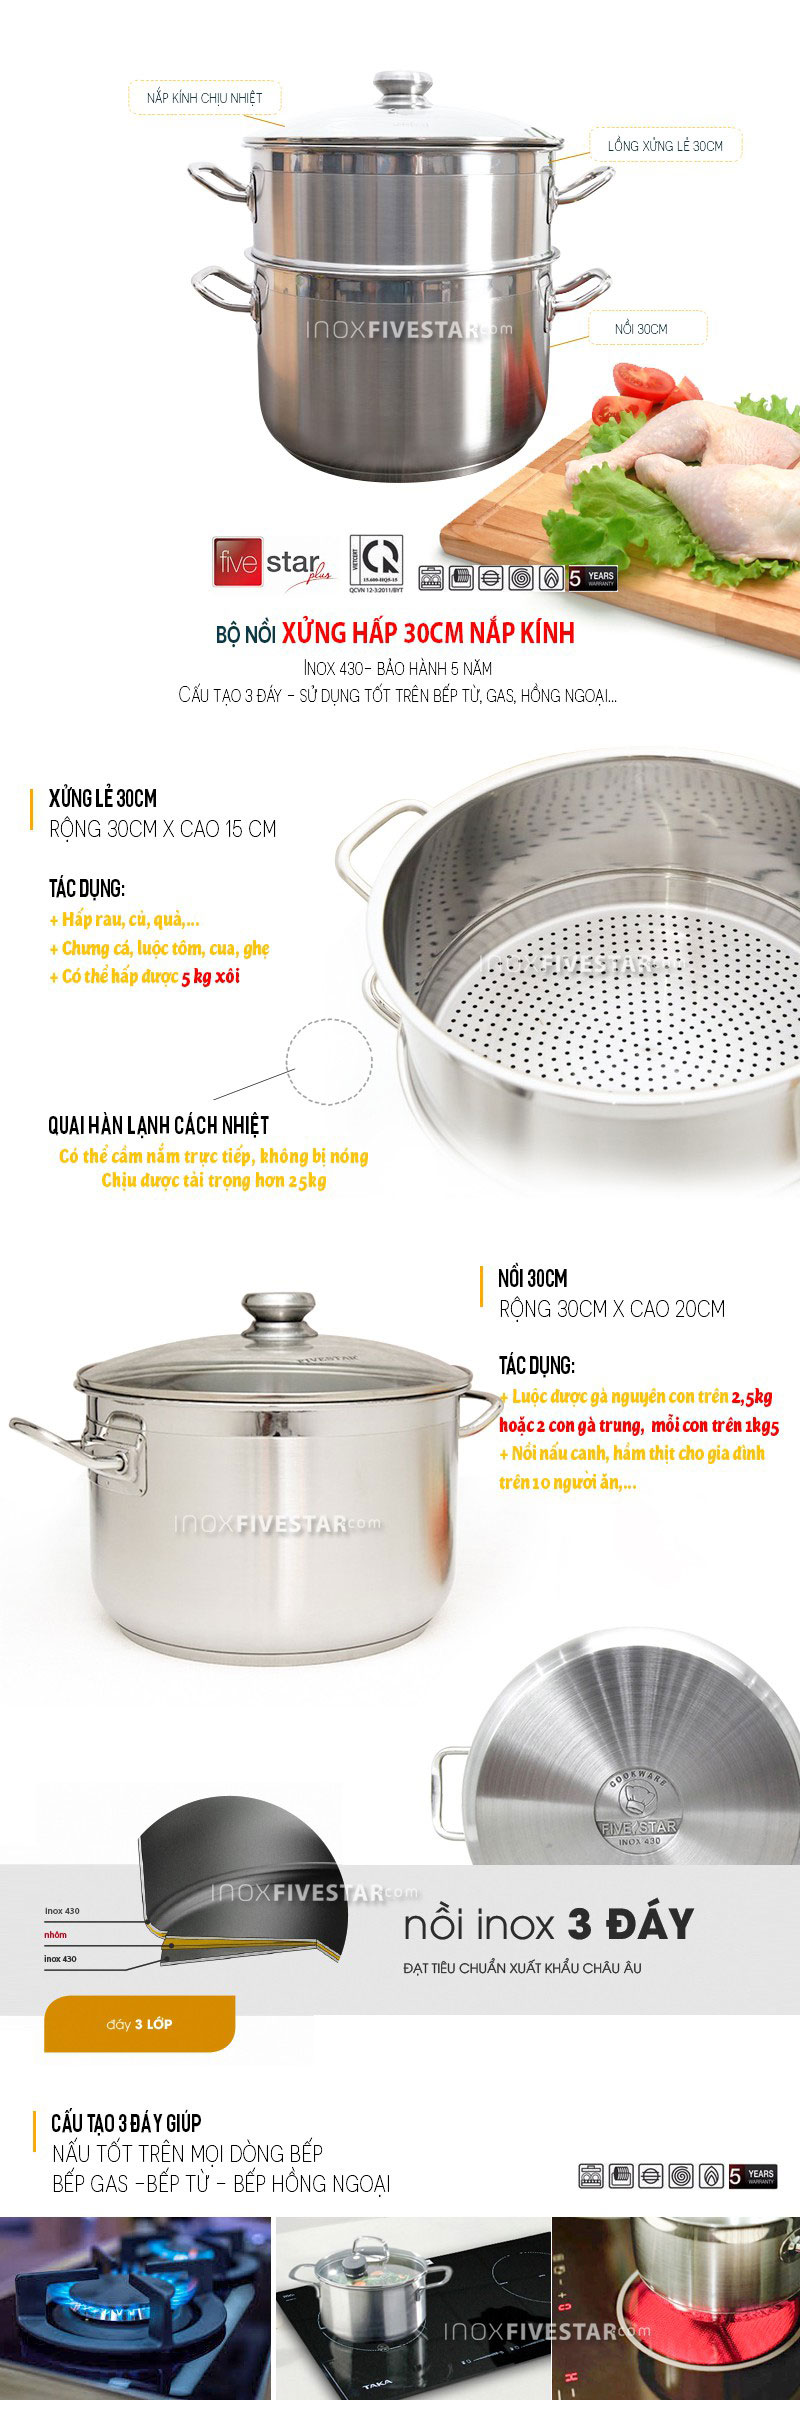 NẮP KÍNH CHỊU NHIỆT
LỒNG XỬNG LẺ 30CM
INOXFIVESTAR.com
NỒI 30CM
five star plus
VIETCERT
15.600-HQ5-15
QCVN 12-3:2011/BYT
5 YEARS
WARRANTY
BỘ NỒI XỬNG HẤP 30CM NẮP KÍNH
INOX 430- BẢO HÀNH 5 NĂM
CẤU TẠO 3 ĐÁY - SỬ DỤNG TỐT TRÊN BẾP TỪ, GAS, HỒNG NGOẠI...
XỬNG LẺ 30CM
RỘNG 30CM X CAO 15 CM
TÁC DỤNG:
+ Hấp rau, củ, quả,...
+ Chưng cá, luộc tôm, cua, ghẹ
+ Có thể hấp được 5 kg xôi
INOXFIVESTAR.com
QUAI HÀN LẠNH CÁCH NHIỆT
Có thể cầm nắm trực tiếp, không bị nóng
Chịu được tải trọng hơn 25kg
NỒI 30CM
RỘNG 30CM X CAO 20CM
TÁC DỤNG:
+ Luộc được gà nguyên con trên 2,5kg
hoặc 2 con gà trung, mỗi con trên 1kg5
+ Nồi nấu canh, hầm thịt cho gia đình
trên 10 người ăn,...
FIVESTAR
INOXFIVESTAR.com
COOKWARE
FIVE STAR
INOX 430
INOXFIVESTAR.com
inox 430
nhôm
inox 430
nồi inox 3 ĐÁY
ĐẠT TIÊU CHUẨN XUẤT KHẨU CHÂU ÂU
đáy 3 LỚP
CẤU TẠO 3 ĐÁY GIÚP
NẤU TỐT TRÊN MỌI DÒNG BẾP
BẾP GAS -BẾP TỪ - BẾP HỒNG NGOẠI
5 YEARS
WARRANTY
INOXFIVESTAR.com
TAKA